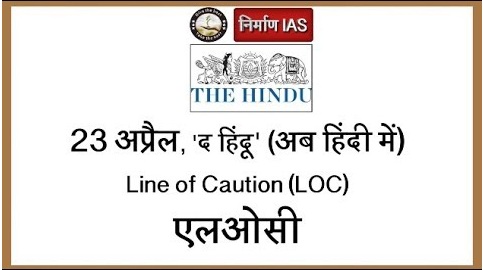 निर्माण IAS
THE HINDU
23 अप्रैल, 'द हिंदू' (अब हिंदी में)
Line of Caution (LOC)
एलओसी